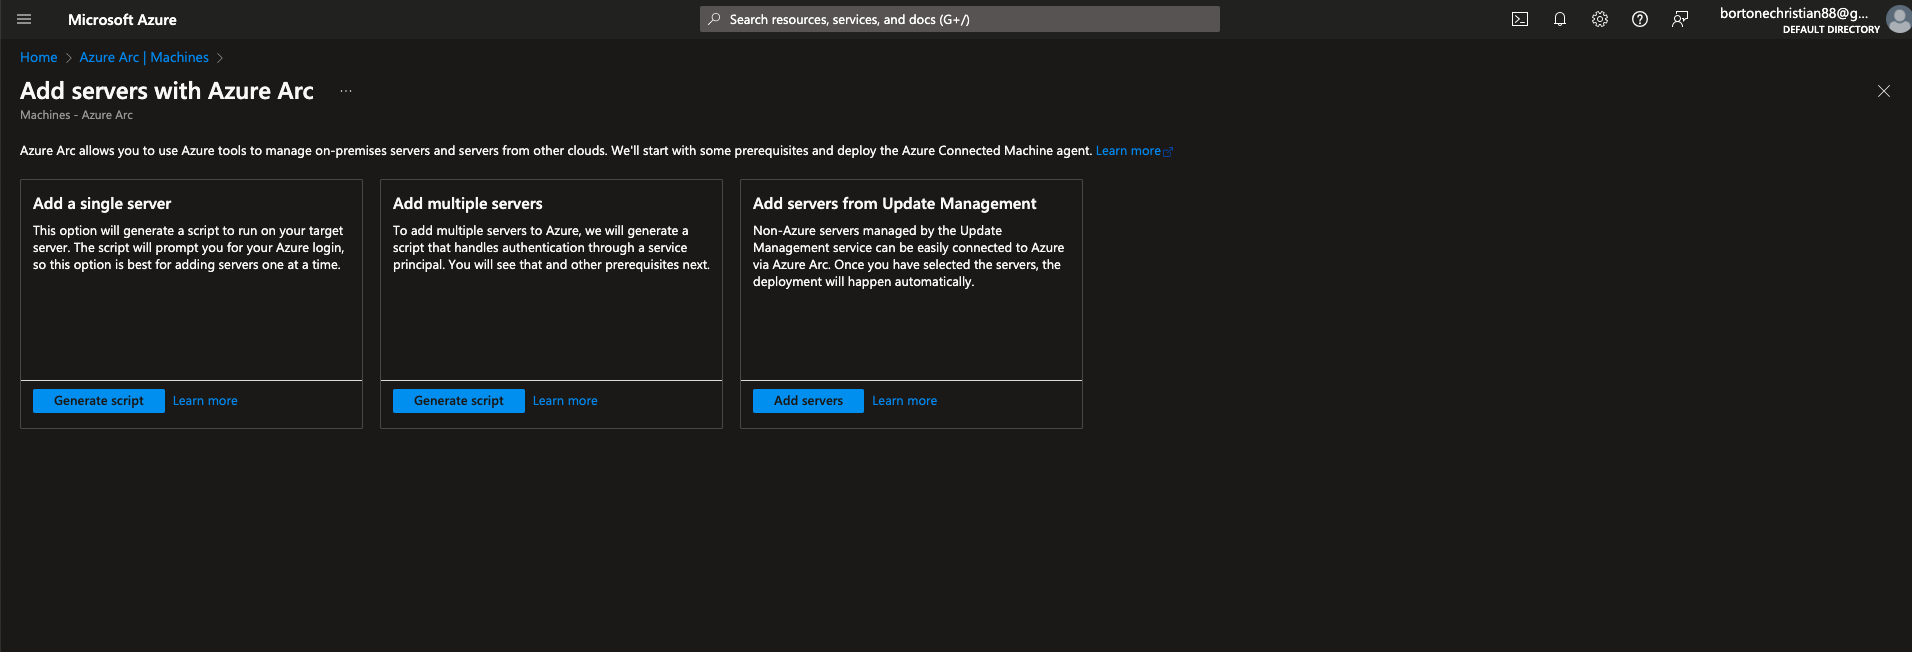 Microsoft Azure
Search resources, services, and docs (G+/)
bortonechristian88@g...
DEFAULT DIRECTORY
Home > Azure Arc | Machines >
Add servers with Azure Arc ...
Machines - Azure Arc
Azure Arc allows you to use Azure tools to manage on-premises servers and servers from other clouds. We'll start with some prerequisites and deploy the Azure Connected Machine agent. Learn more
Add a single server
This option will generate a script to run on your target
server. The script will prompt you for your Azure login,
so this option is best for adding servers one at a time.
Generate script Learn more
Add multiple servers
To add multiple servers to Azure, we will generate a
script that handles authentication through a service
principal. You will see that and other prerequisites next.
Generate script Learn more
Add servers from Update Management
Non-Azure servers managed by the Update
Management service can be easily connected to Azure
via Azure Arc. Once you have selected the servers, the
deployment will happen automatically.
Add servers Learn more